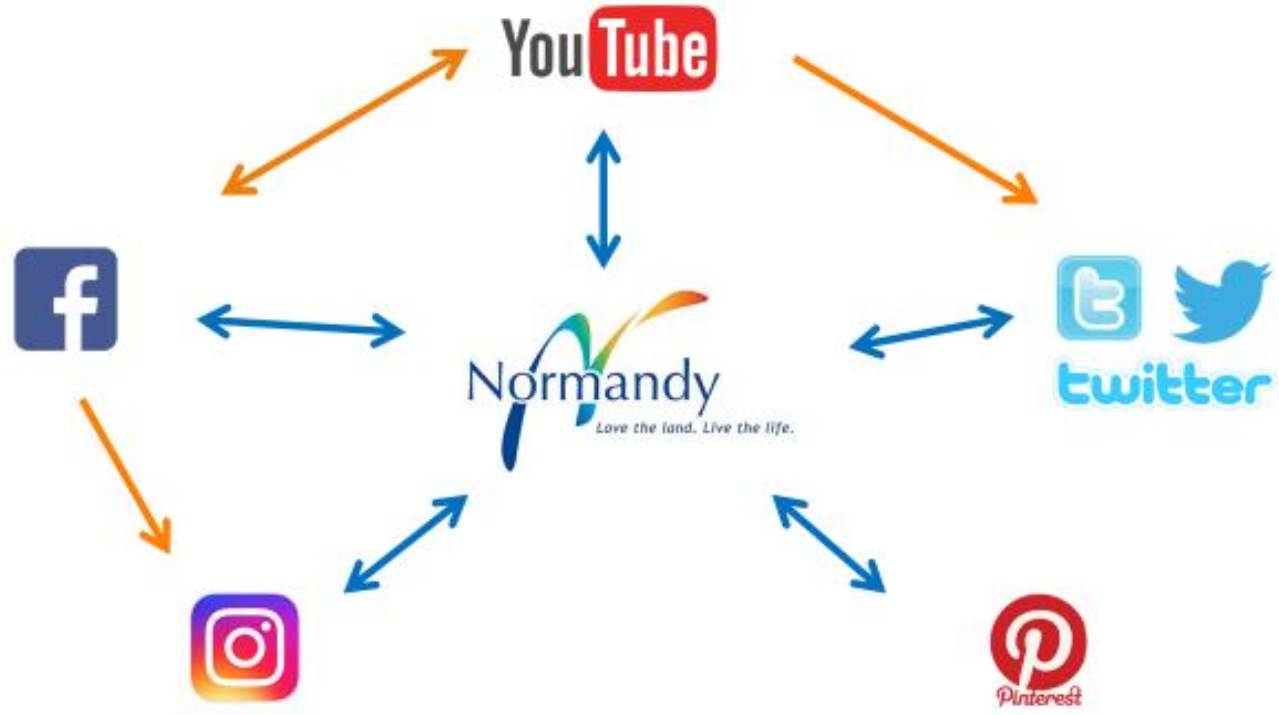 YouTube
Normandy
Love the land. Live the life.
twitter
Pinterest